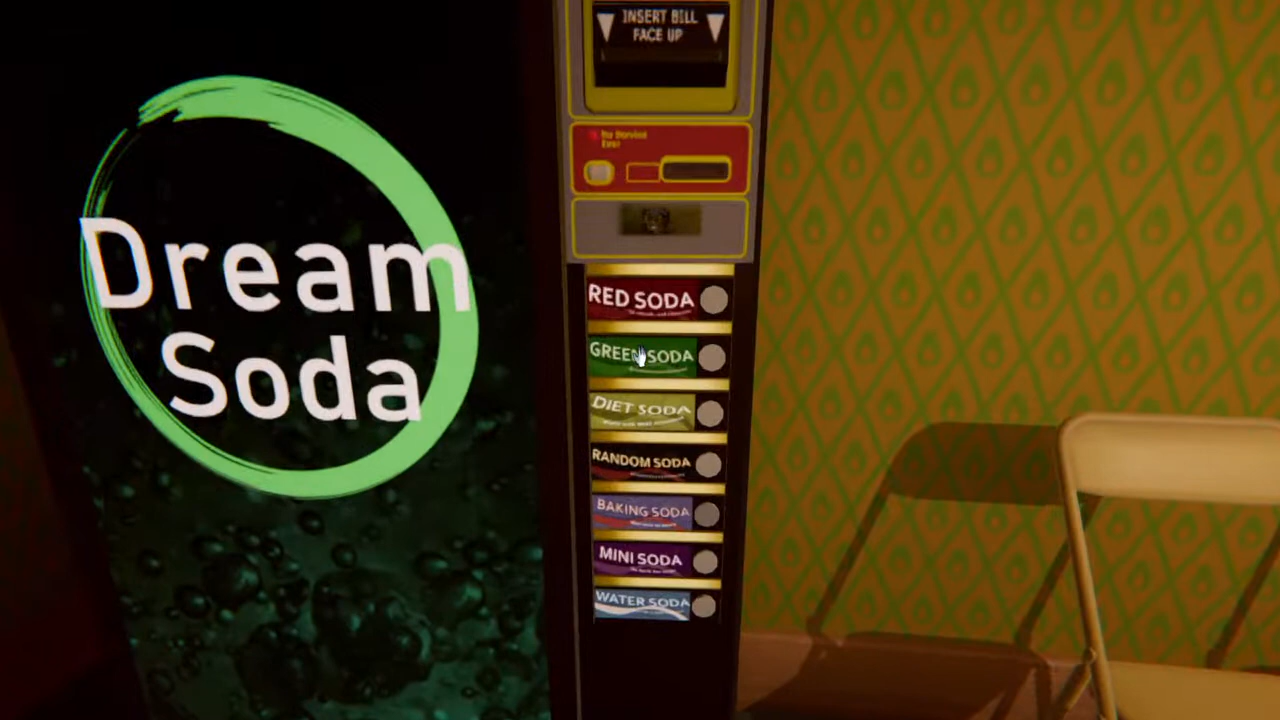 INSERT BILL
FACE UP
Dream
Soda
RED SODA
GREEN SODA
DIET SODA
RANDOM SODA
BAKING SODA
MINI SODA
WATER SODA